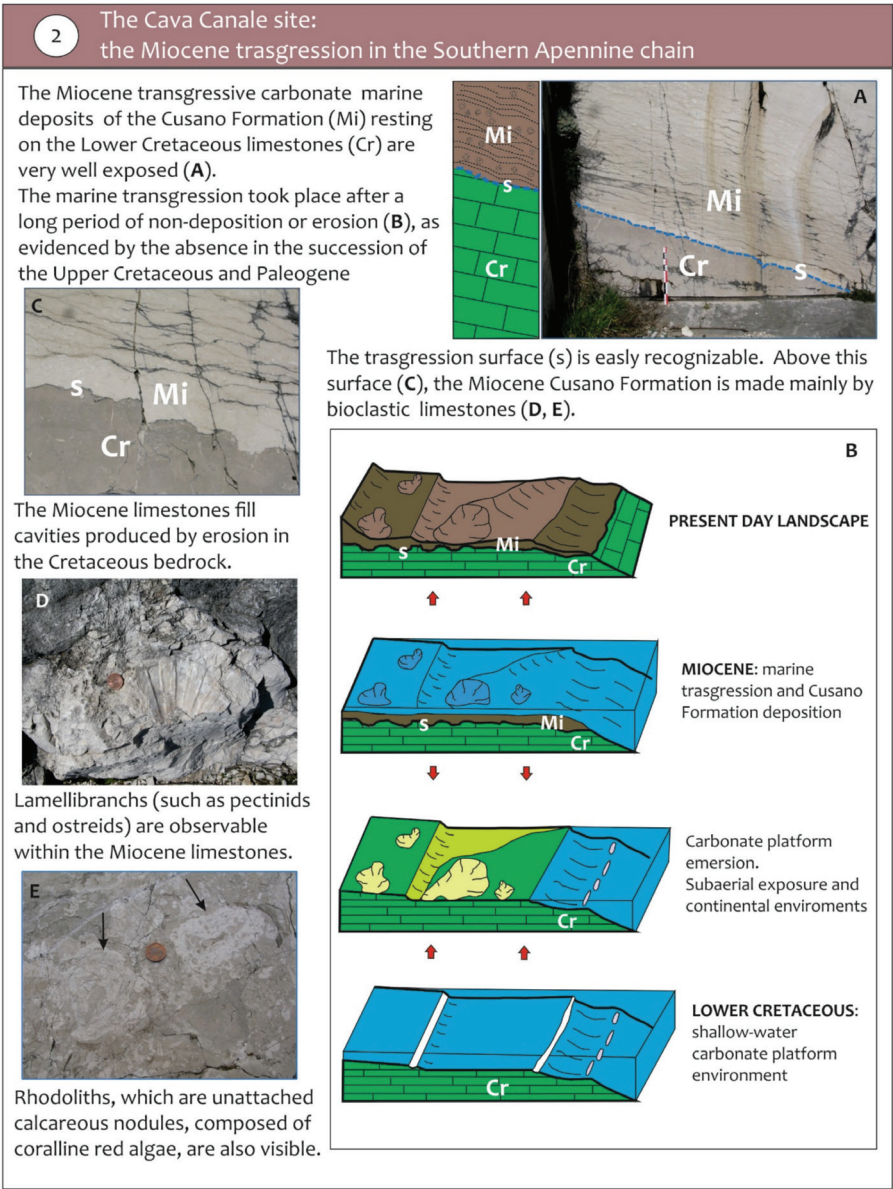 2
The Cava Canale site:
the Miocene trasgression in the Southern Apennine chain
The Miocene transgressive carbonate marine
deposits of the Cusano Formation (Mi) resting
on the Lower Cretaceous limestones (Cr) are
very well exposed (A).
The marine transgression took place after a
long period of non-deposition or erosion (B), as
evidenced by the absence in the succession of
the Upper Cretaceous and Paleogene
Mi
s
Cr
A
Mi
Cr
s
C
s
Mi
Cr
The trasgression surface (s) is easly recognizable. Above this
surface (C), the Miocene Cusano Formation is made mainly by
bioclastic limestones (D, E).
The Miocene limestones fill
cavities produced by erosion in
the Cretaceous bedrock.
D
Lamellibranchs (such as pectinids
and ostreids) are observable
within the Miocene limestones.
E
Rhodoliths, which are unattached
calcareous nodules, composed of
coralline red algae, are also visible.
B
PRESENT DAY LANDSCAPE
s
Mi
Cr
MIOCENE: marine
trasgression and Cusano
Formation deposition
s
Mi
Cr
Carbonate platform
emersion.
Subaerial exposure and
continental enviroments
Cr
LOWER CRETACEOUS:
shallow-water
carbonate platform
environment
Cr